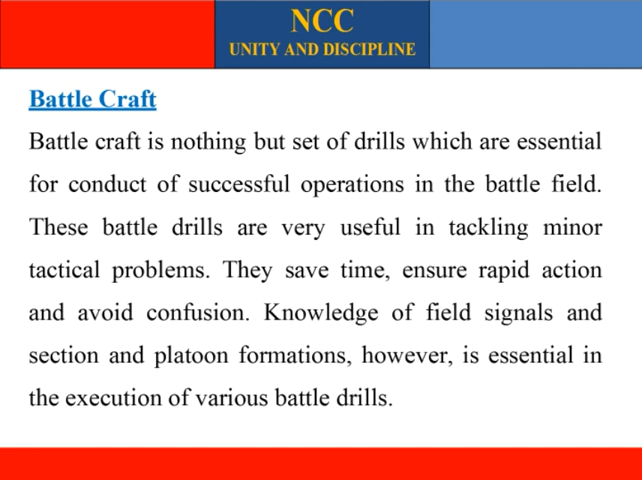 NCC
UNITY AND DISCIPLINE
Battle Craft
Battle craft is nothing but set of drills which are essential
for conduct of successful operations in the battle field.
These battle drills are very useful in tackling minor
tactical problems. They save time, ensure rapid action
and avoid confusion. Knowledge of field signals and
section and platoon formations, however, is essential in
the execution of various battle drills.